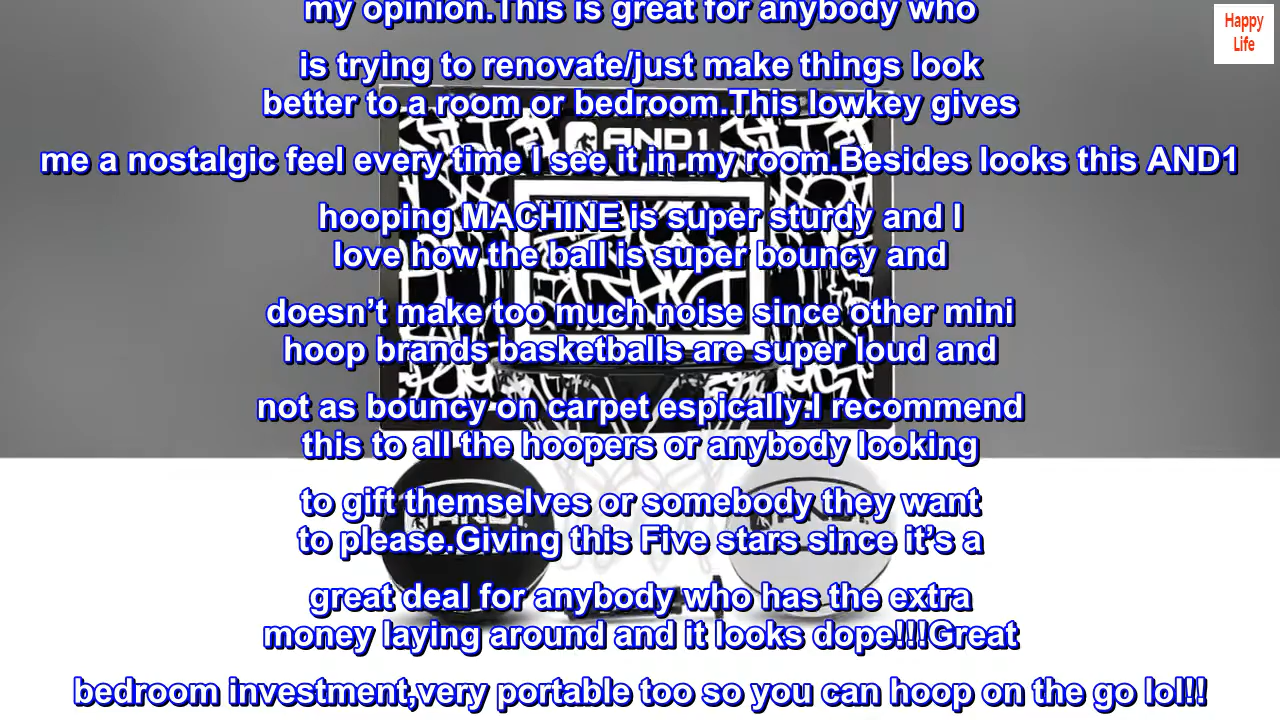 my opinion.This is great for anybody who
is trying to renovate/just make things look
better to a room or bedroom.This lowkey gives
me a nostalgic feel every time I see it in my room.Besides looks this AND1
hooping MACHINE is super sturdy and I
love how the ball is super bouncy and
doesn’t make too much noise since other mini
hoop brands basketballs are super loud and
not as bouncy on carpet espically.I recommend
this to all the hoopers or anybody looking
to gift themselves or somebody they want
to please.Giving this Five stars since it’s a
great deal for anybody who has the extra
money laying around and it looks dope!!!Great
bedroom investment,very portable too so you can hoop on the go lol!!
Happy
Life
AND1
AND1
AND1